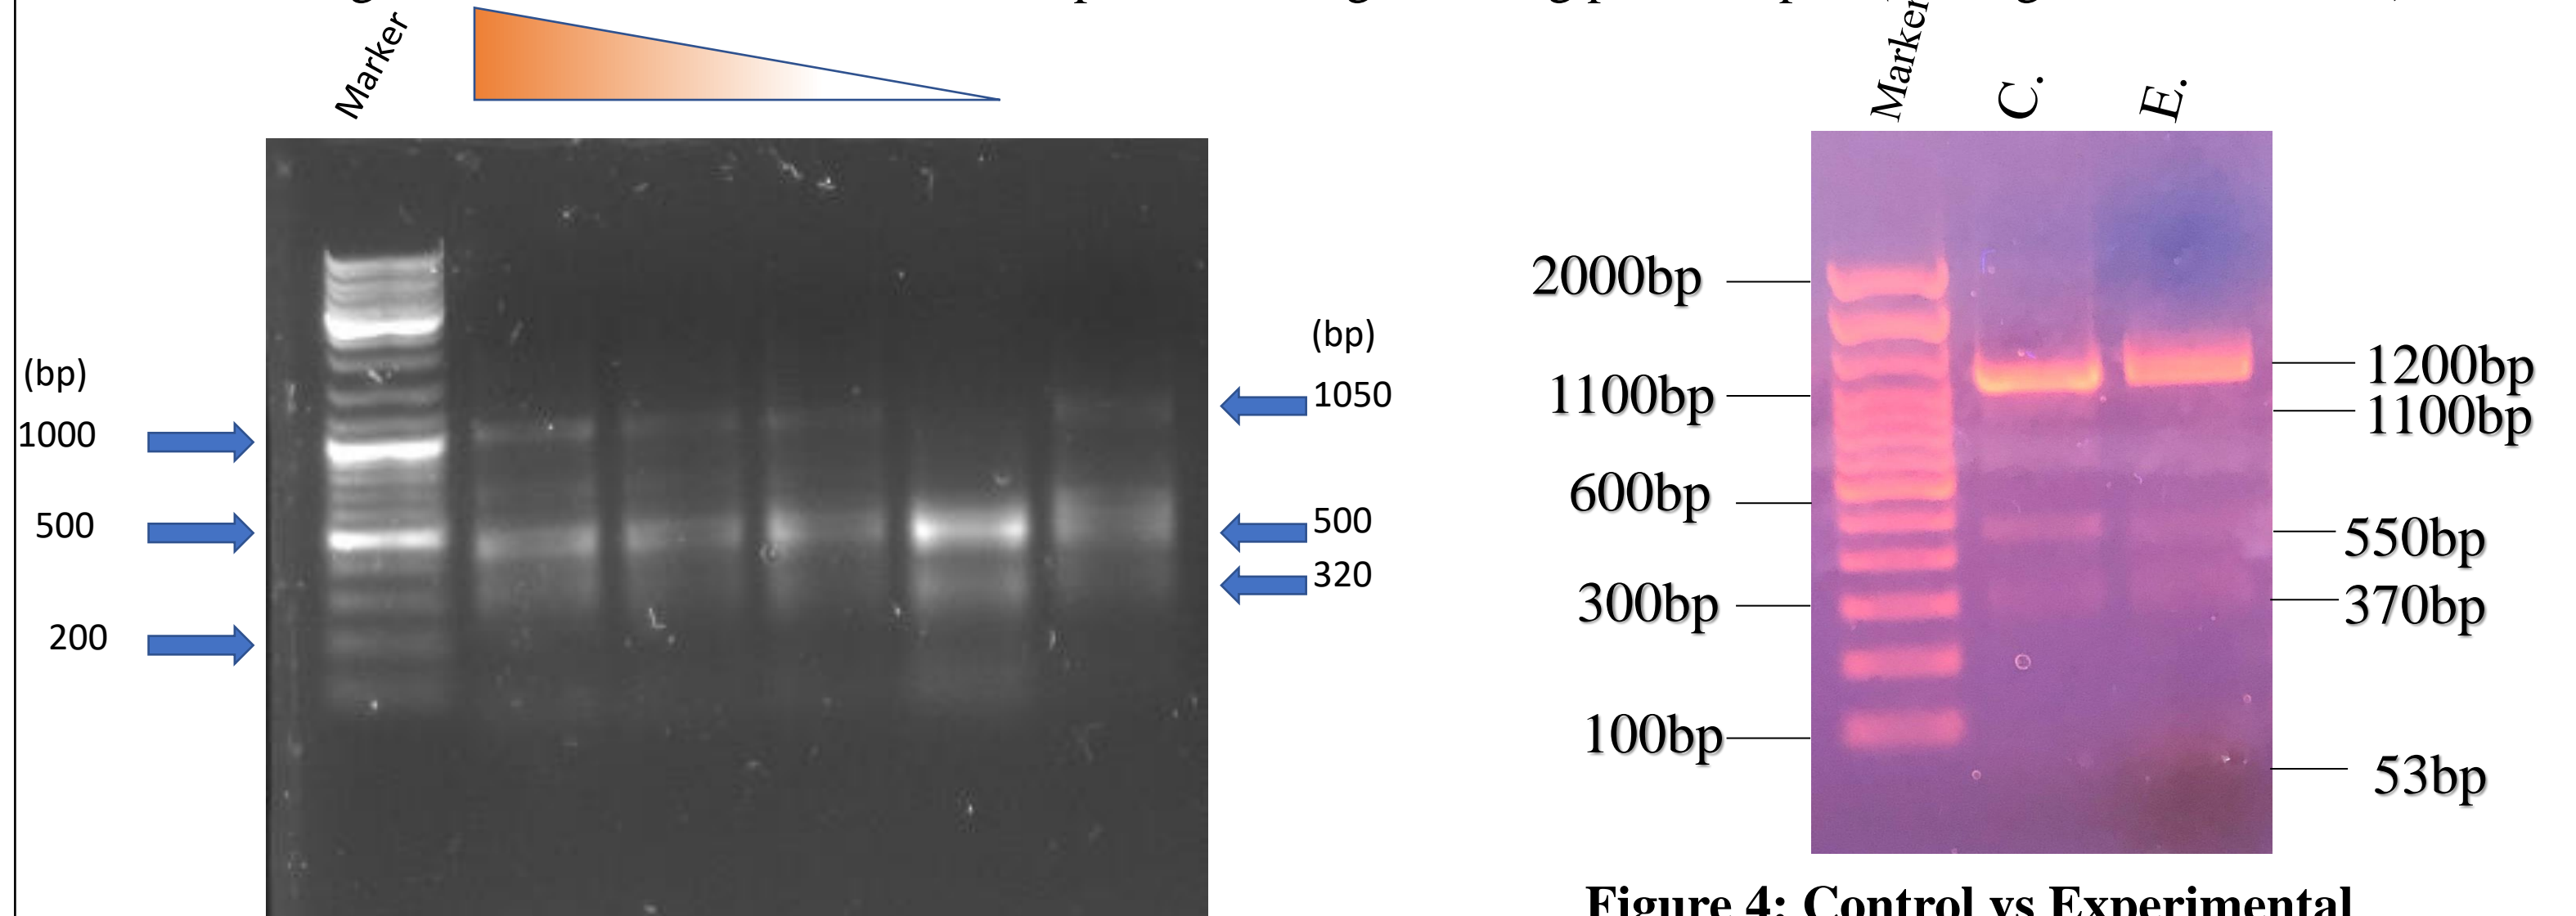 Marker
(bp)
1000
500
200
(bp)
1050
500
320
Marker
C.
E.
2000bp
1100bp
600bp
300bp
100bp
1200bp
1100bp
550bp
370bp
53bp
Figure 4: Control vs Experimental